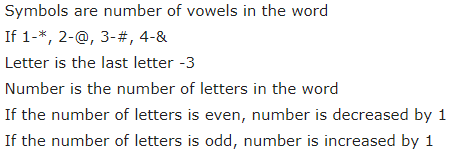 Symbols are number of vowels in the word
If 1-*, 2-@, 3-#, 4-&
Letter is the last letter -3
Number is the number of letters in the word
If the number of letters is even, number is decreased by 1
If the number of letters is odd, number is increased by 1